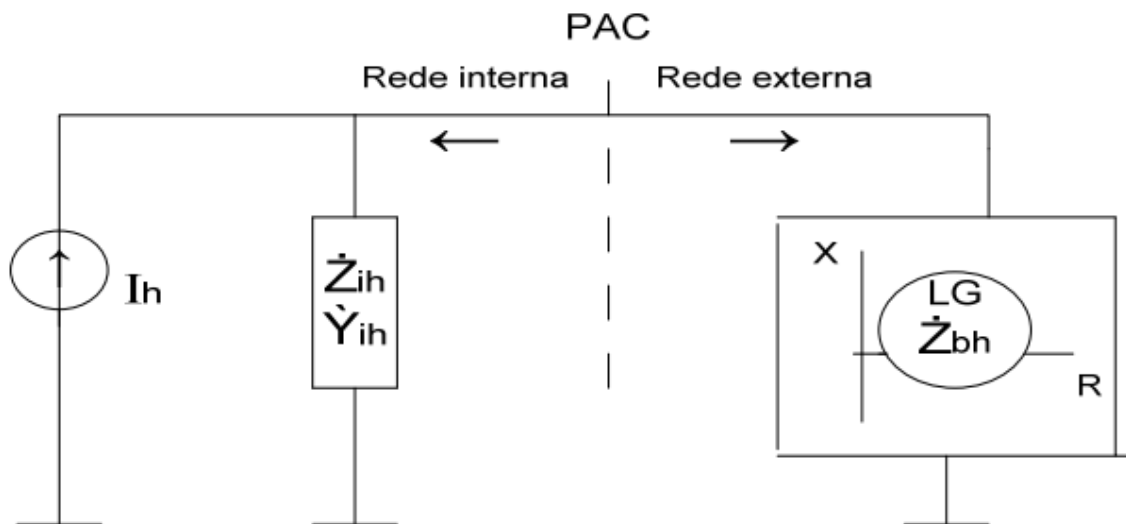 PAC
Rede interna
Rede externa
Ih
Żih
Ẏih
X
LG
Żbh
R